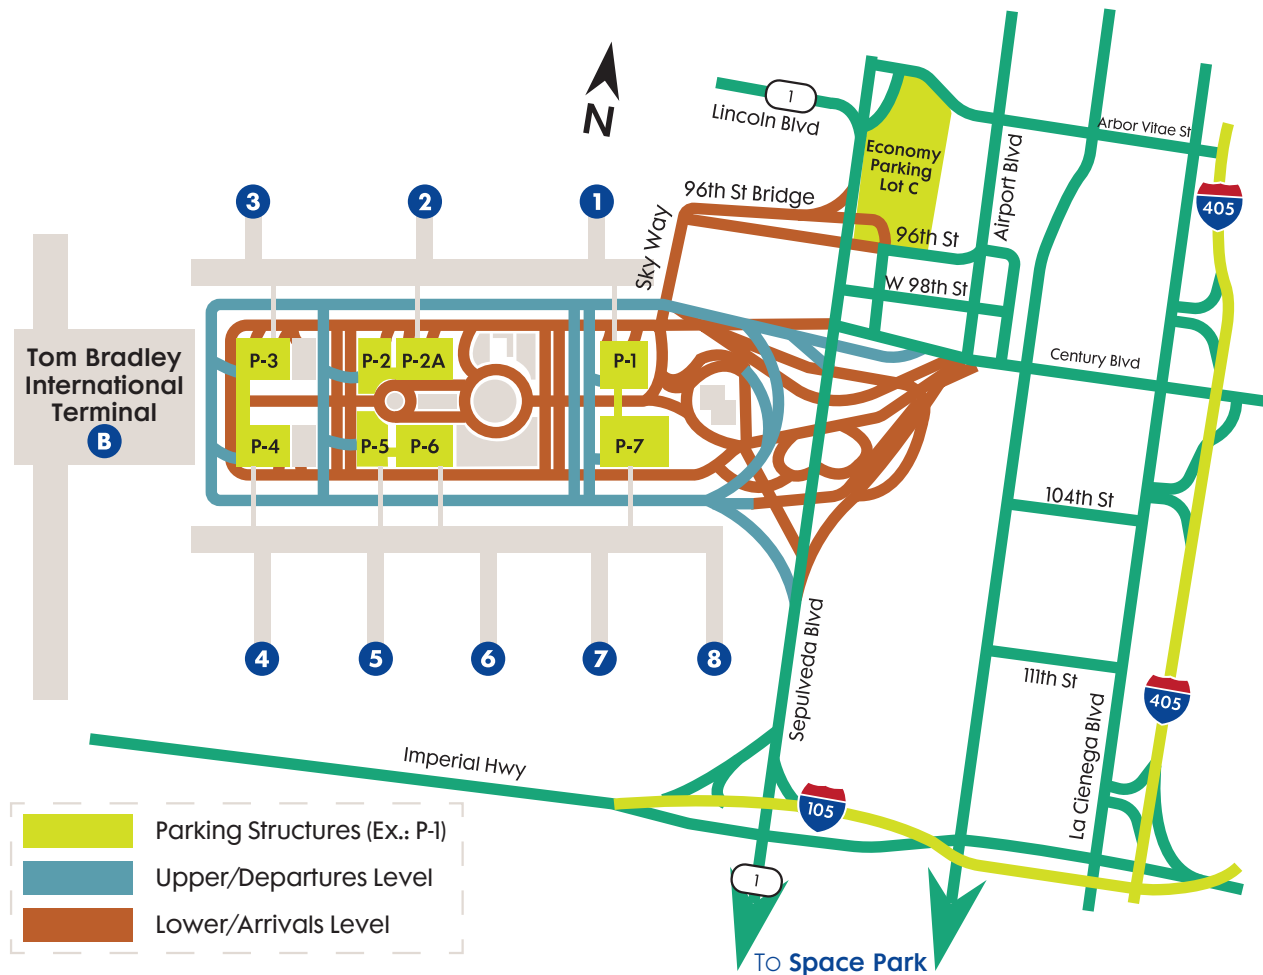 1
Lincoln Blvd
N
Arbor Vitae St
Economy
Parking
Lot C
Airport Blvd
405
96th St Bridge
3
2
1
Sky Way
96th St
W 98th St
Century Blvd
Tom Bradley
International
Terminal
B
P-3
P-2
P-2A
P-1
P-4
P-5
P-6
P-7
104th St
4
5
6
7
8
Sepulveda Blvd
111th St
La Cienega Blvd
405
Imperial Hwy
105
1
Parking Structures (Ex.: P-1)
Upper/Departures Level
Lower/Arrivals Level
To Space Park